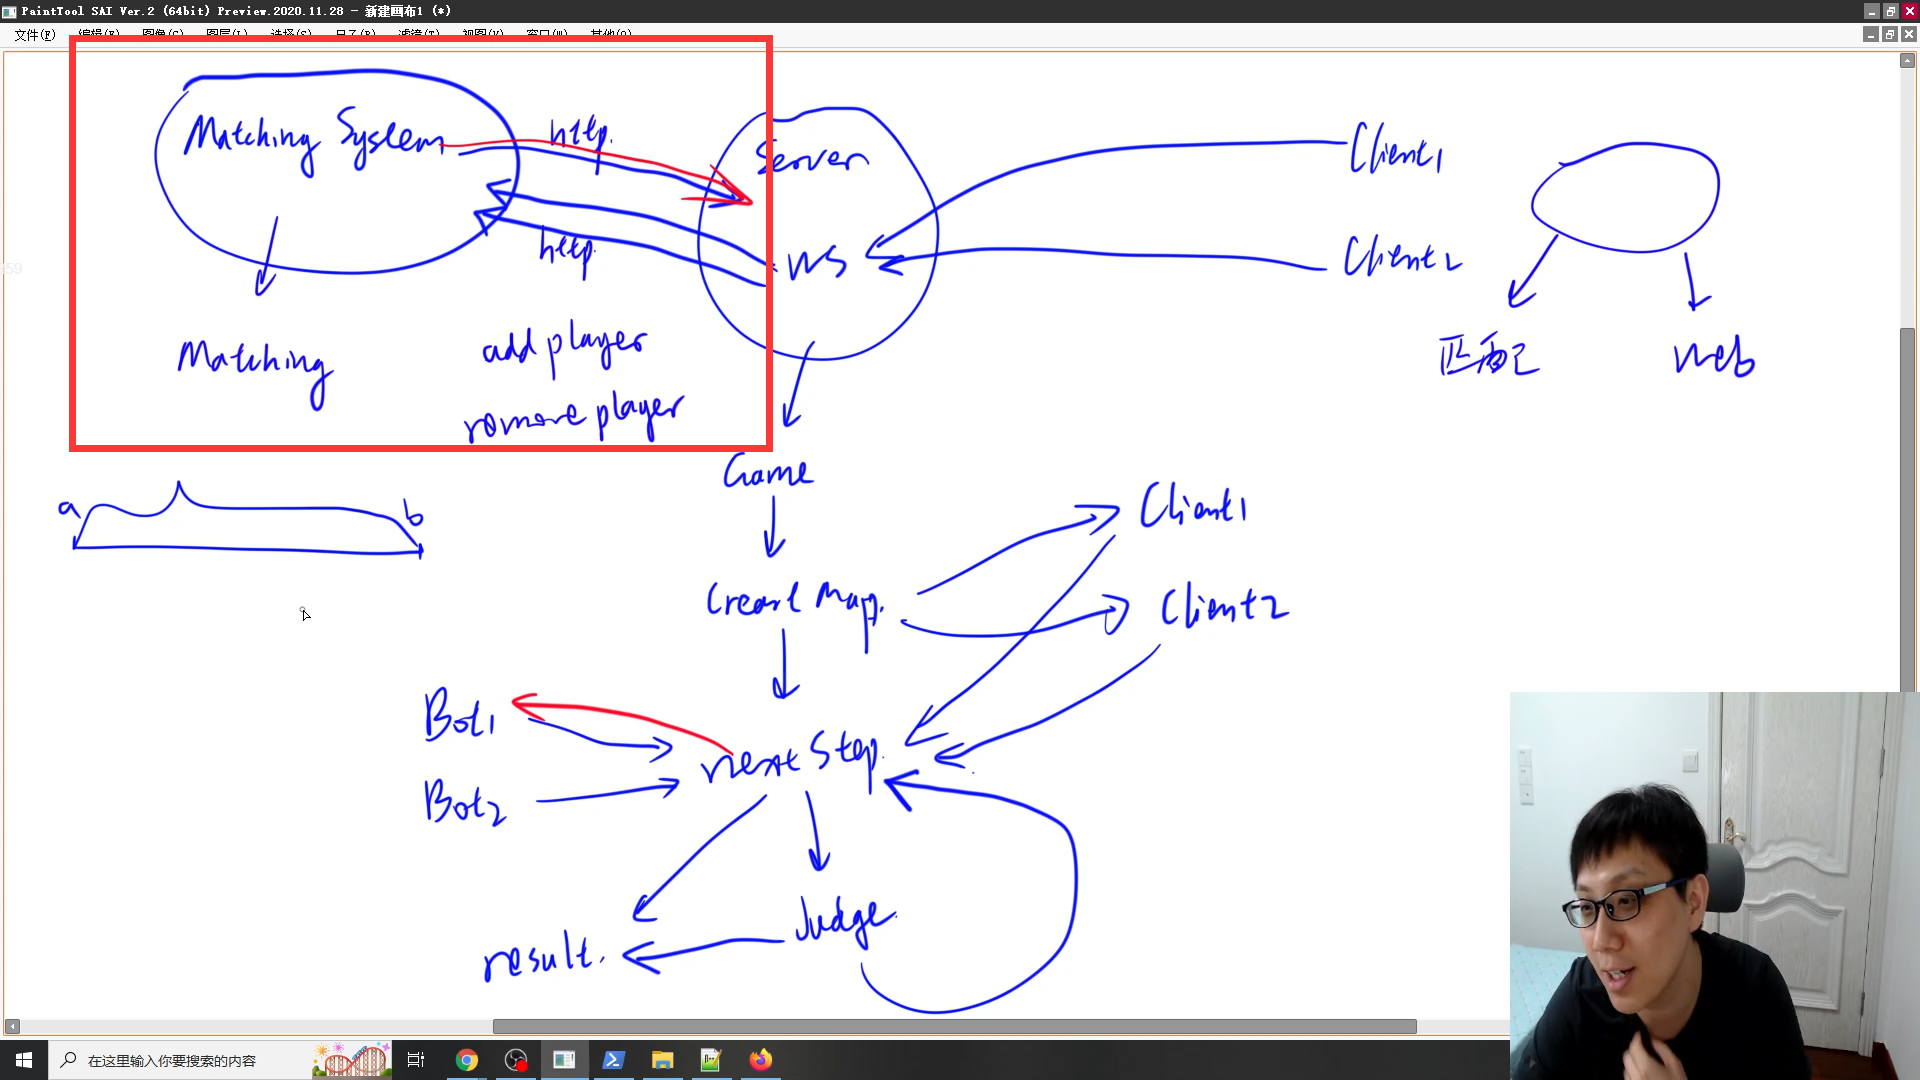 PaintTool SAI Ver.2 (64bit) Preview.2020.11.28 - 新建画布1 (*)
文件(F) 编辑(E) 图像(C) 图层(L) 选择(S) 尺子(R) 滤镜(T) 视图(V) 窗口(W) 其他(O)
Matching System
http.
Server
Client1
http.
WS
Client2
Matching
add player
remove player
匹配
Web
Game
a
b
Client1
Creart Map.
Client2
Bot1
next Step.
Bot2
Judge.
result.
59
在这里输入你要搜索的内容